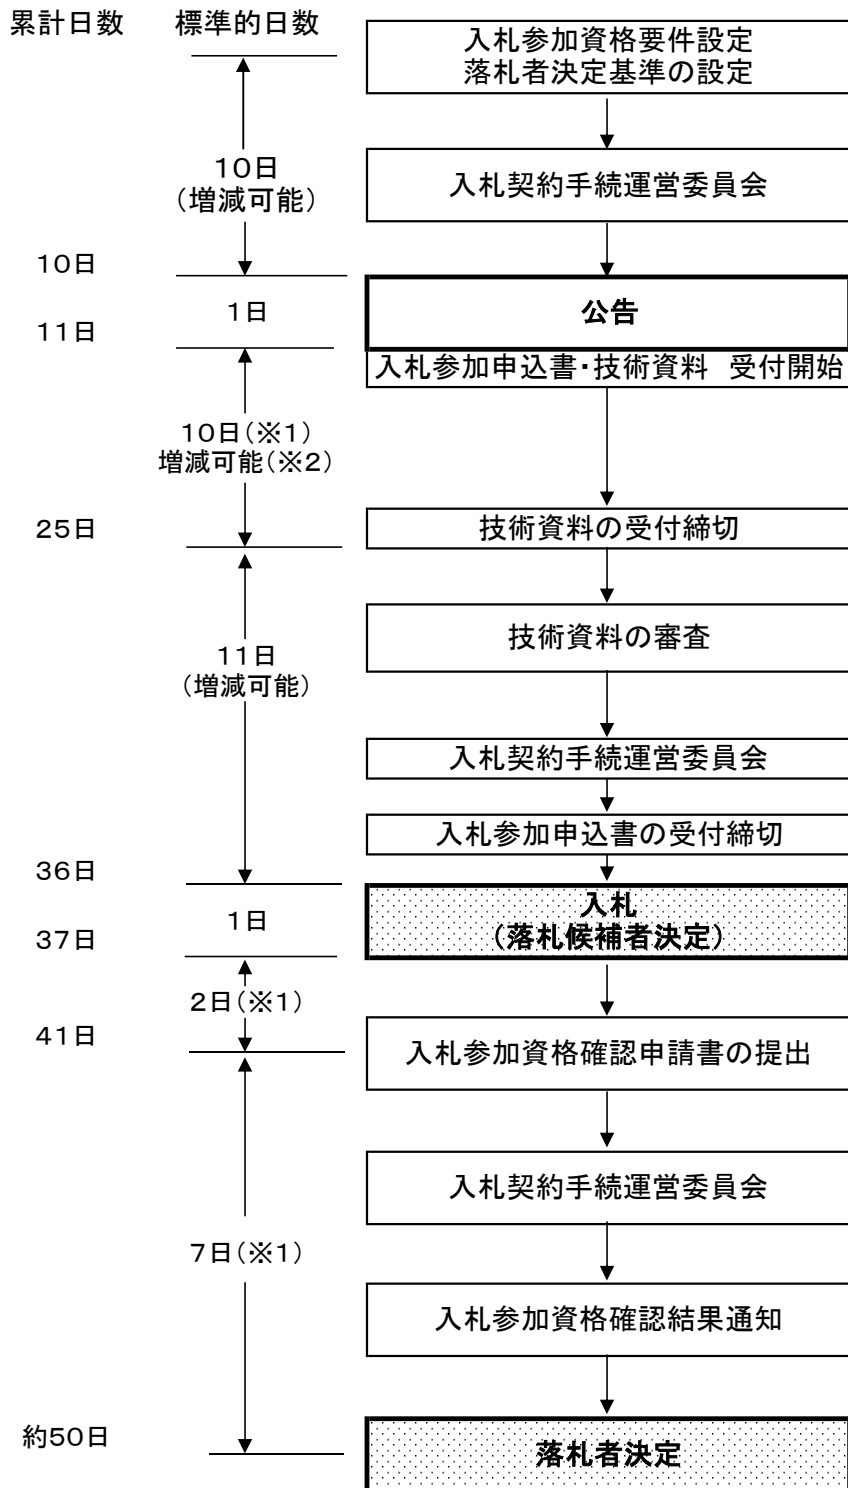 累計日数　標準的日数
入札参加資格要件設定
落札者決定基準の設定
10日
（増減可能）
入札契約手続運営委員会
10日
1日
公告
11日
入札参加申込書・技術資料　受付開始
10日（※1）
増減可能（※2）
25日
技術資料の受付締切
技術資料の審査
11日
（増減可能）
入札契約手続運営委員会
入札参加申込書の受付締切
36日
1日
入札
（落札候補者決定）
37日
2日（※1）
41日
入札参加資格確認申請書の提出
入札契約手続運営委員会
7日（※1）
入札参加資格確認結果通知
約50日
落札者決定